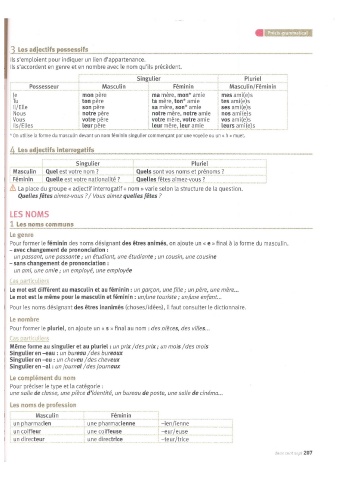 Précis grammatical
3 Les adjectifs possessifs
Ils s'emploient pour indiquer un lien d'appartenance.
Ils s'accordent en genre et en nombre avec le nom qu'ils précèdent.
Singulier Pluriel
Possesseur Masculin Féminin Masculin/Féminin
Je mon père ma mère, mon* amie mes ami(e)s
Tu ton père ta mère, ton* amie tes ami(e)s
Il/Elle son père sa mère, son* amie ses ami(e)s
Nous notre père notre mère, notre amie nos ami(e)s
Vous votre père votre mère, votre amie vos ami(e)s
Ils/Elles leur père leur mère, leur amie leurs ami(e)s
* On utilise la forme du masculin devant un nom féminin singulier commençant par une voyelle ou un « h » muet.
4 Les adjectifs interrogatifs
Singulier Pluriel
Masculin Quel est votre nom ? Quels sont vos noms et prénoms ?
Féminin Quelle est votre nationalité ? Quelles fêtes aimez-vous ?
La place du groupe « adjectif interrogatif + nom » varie selon la structure de la question.
Quelles fêtes aimez-vous ? / Vous aimez quelles fêtes ?
LES NOMS
1 Les noms communs
Le genre
Pour former le féminin des noms désignant des êtres animés, on ajoute un « e » final à la forme du masculin.
– avec changement de prononciation :
un passant, une passante ; un étudiant, une étudiante ; un cousin, une cousine
– sans changement de prononciation :
un ami, une amie ; un employé, une employée
Cas particuliers
Le mot est différent au masculin et au féminin : un garçon, une fille ; un père, une mère...
Le mot est le même pour le masculin et le féminin : un/une touriste ; un/une enfant...
Pour les noms désignant des êtres inanimés (choses/idées), il faut consulter le dictionnaire.
Le nombre
Pour former le pluriel, on ajoute un « s » final au nom : des pièces, des villes...
Cas particuliers
Même forme au singulier et au pluriel : un prix /des prix ; un mois /des mois
Singulier en –eau : un bureau /des bureaux
Singulier en –eu : un cheveu /des cheveux
Singulier en –al : un journal /des journaux
Le complément du nom
Pour préciser le type et la catégorie :
une salle de classe, une pièce d'identité, un bureau de poste, une salle de cinéma...
Les noms de profession
Masculin Féminin
un pharmacien une pharmacienne –ien/ienne
un coiffeur une coiffeuse –eur/euse
un directeur une directrice –teur/trice
207